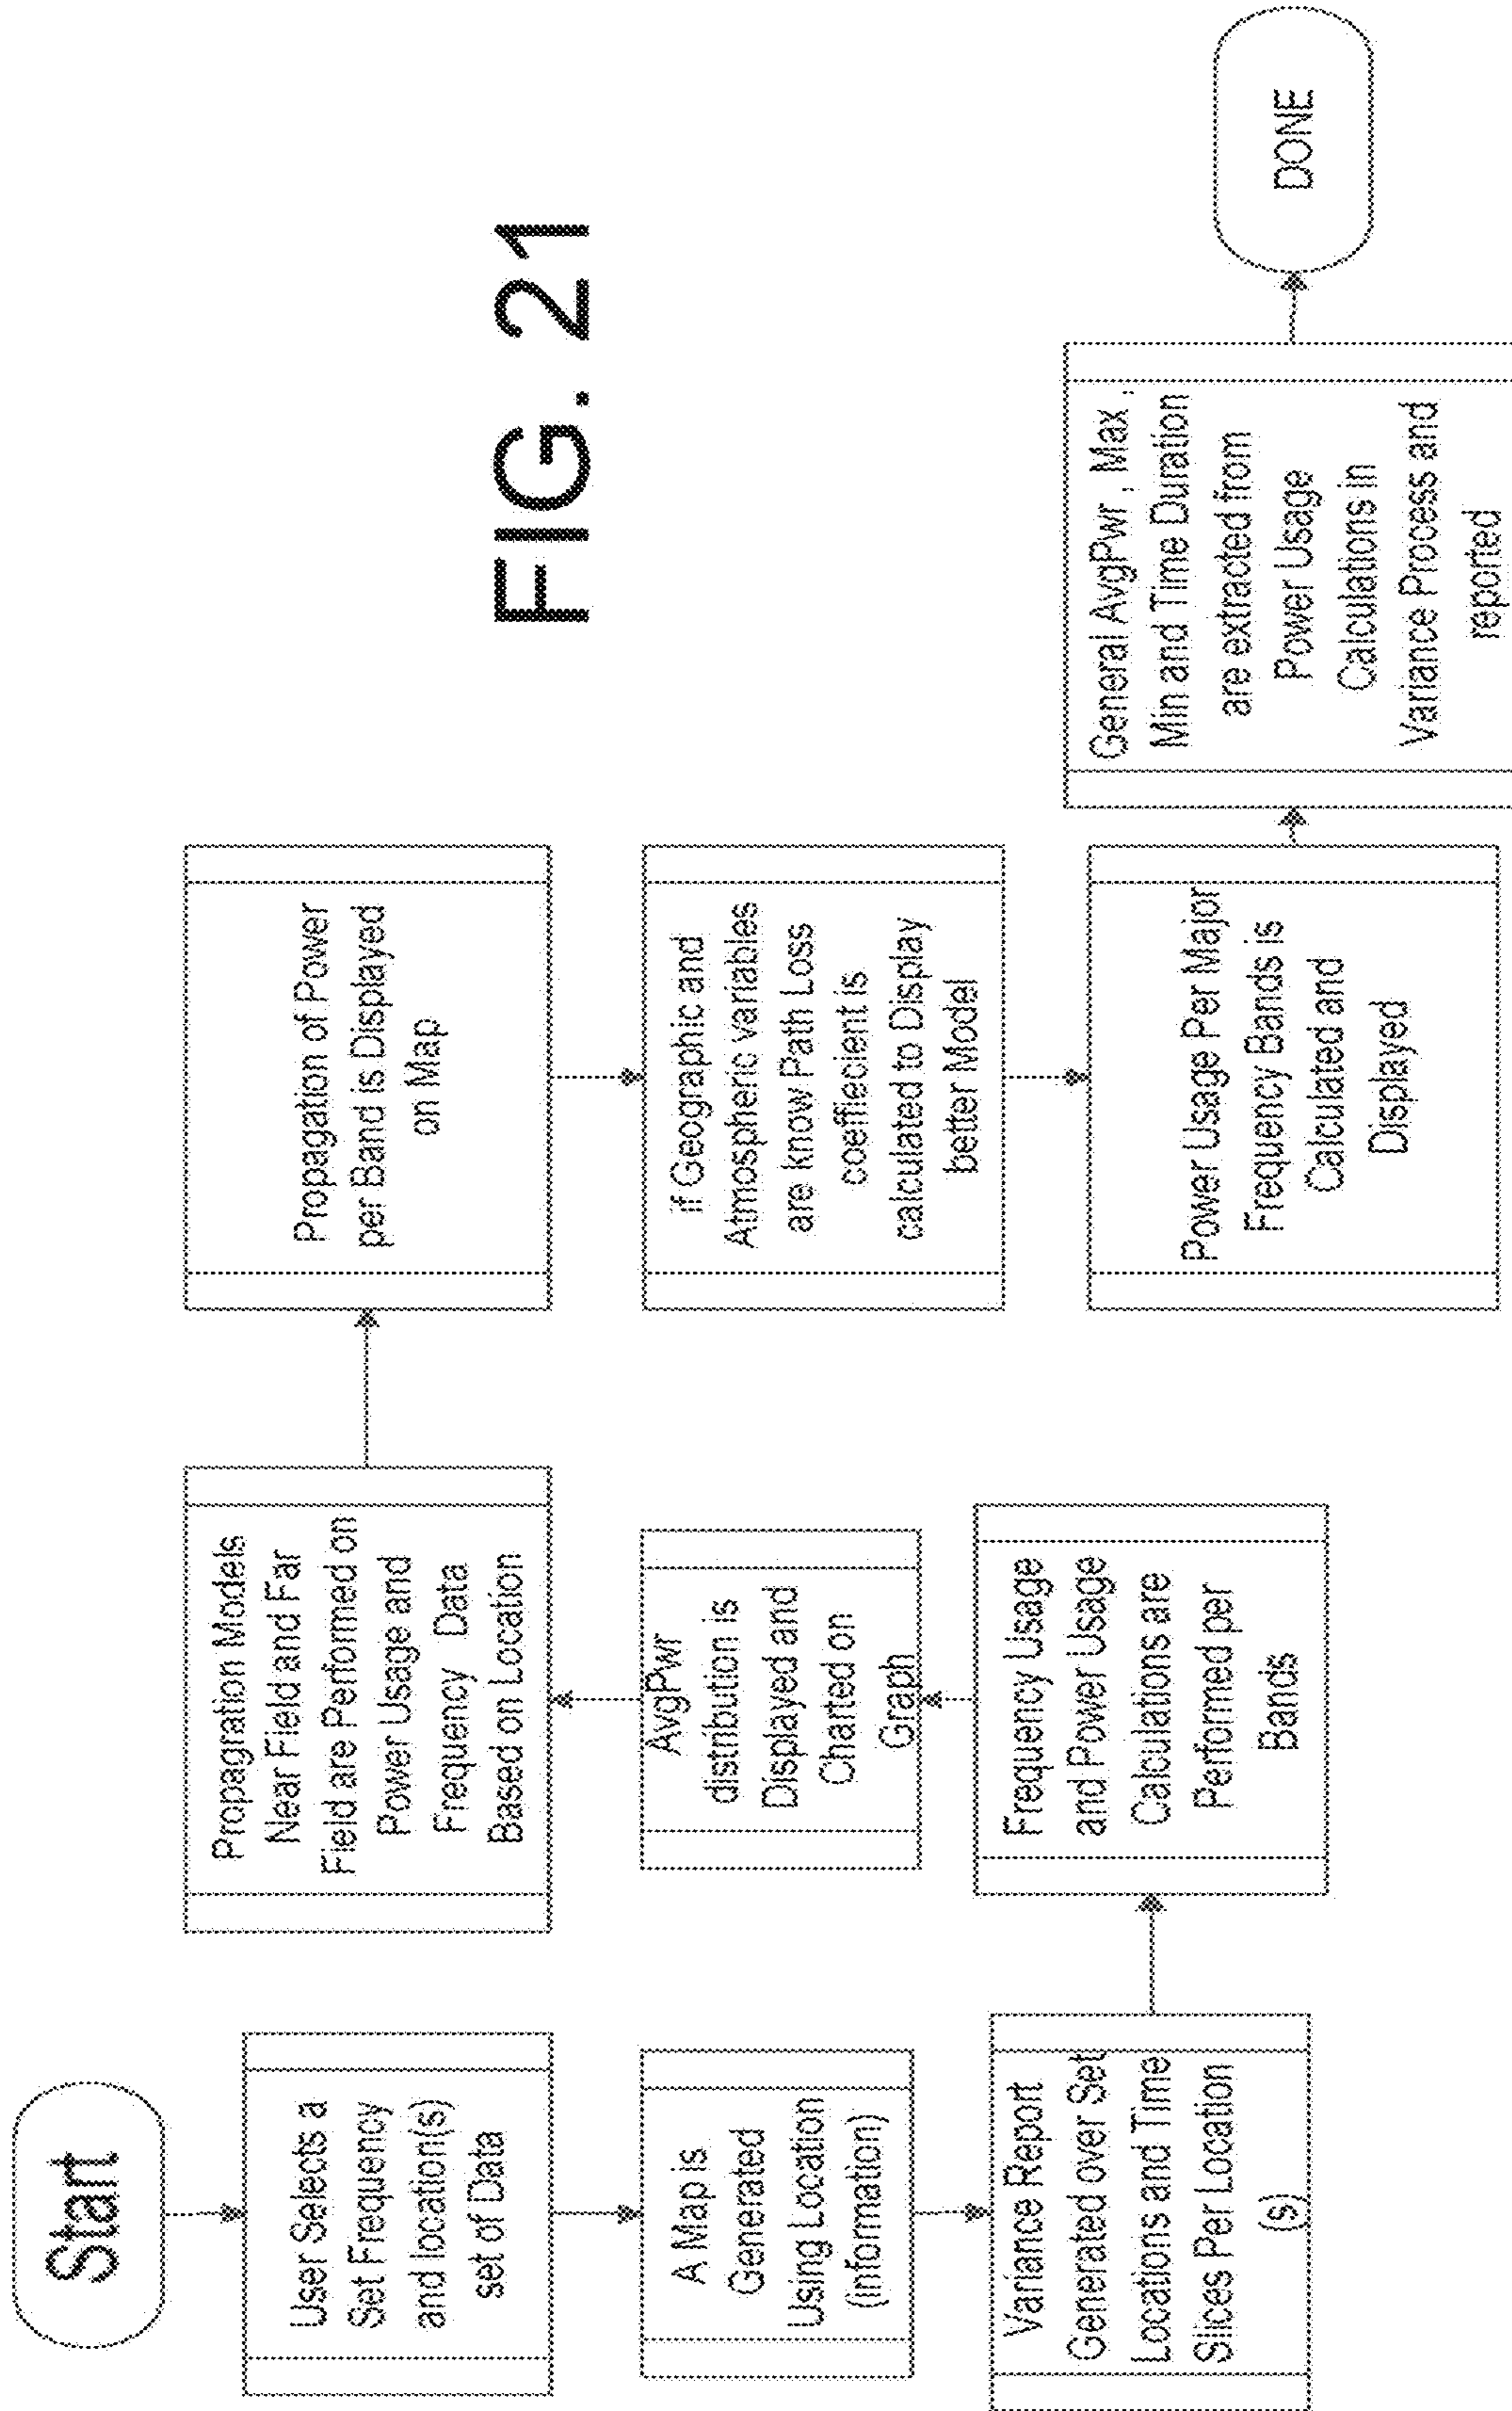 Start
User Selects a
Set Frequency
and location(s)
set of Data
A Map is
Generated
Using Location
(information)
Variance Report
Generated over Set
Locations and Time
Slices Per Location
(s)
Frequency Usage
and Power Usage
Calculations are
Performed per
Bands
AvgPwr
distribution is
Displayed and
Charted on
Graph
Propagration Models
Near Field and Far
Field are Performed on
Power Usage and
Frequency Data
Based on Location
Propagation of Power
per Band is Displayed
on Map
if Geographic and
Atmospheric variables
are know Path Loss
coeffiecient is
calculated to Display
better Model
Power Usage Per Major
Frequency Bands is
Calculated and
Displayed
General AvgPwr , Max ,
Min and Time Duration
are extracted from
Power Usage
Calculations in
Variance Process and
reported
DONE
FIG. 21